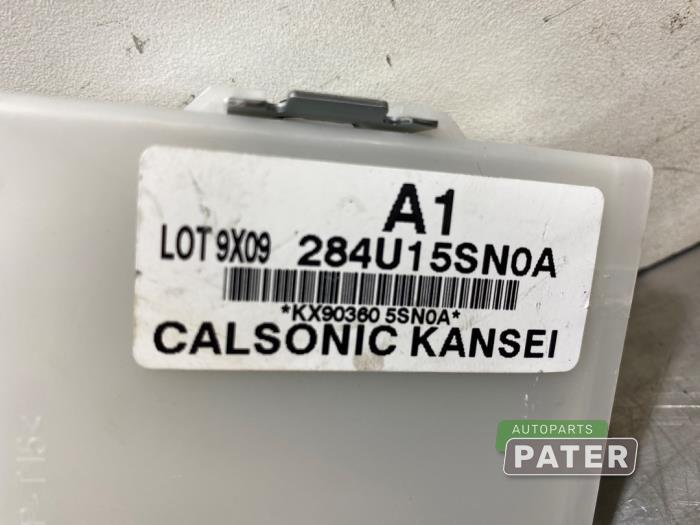 A1
LOT 9X09 284U15SN0A
*KX90360 5SN0A*
CALSONIC KANSEI
AUTOPARTS
PATER